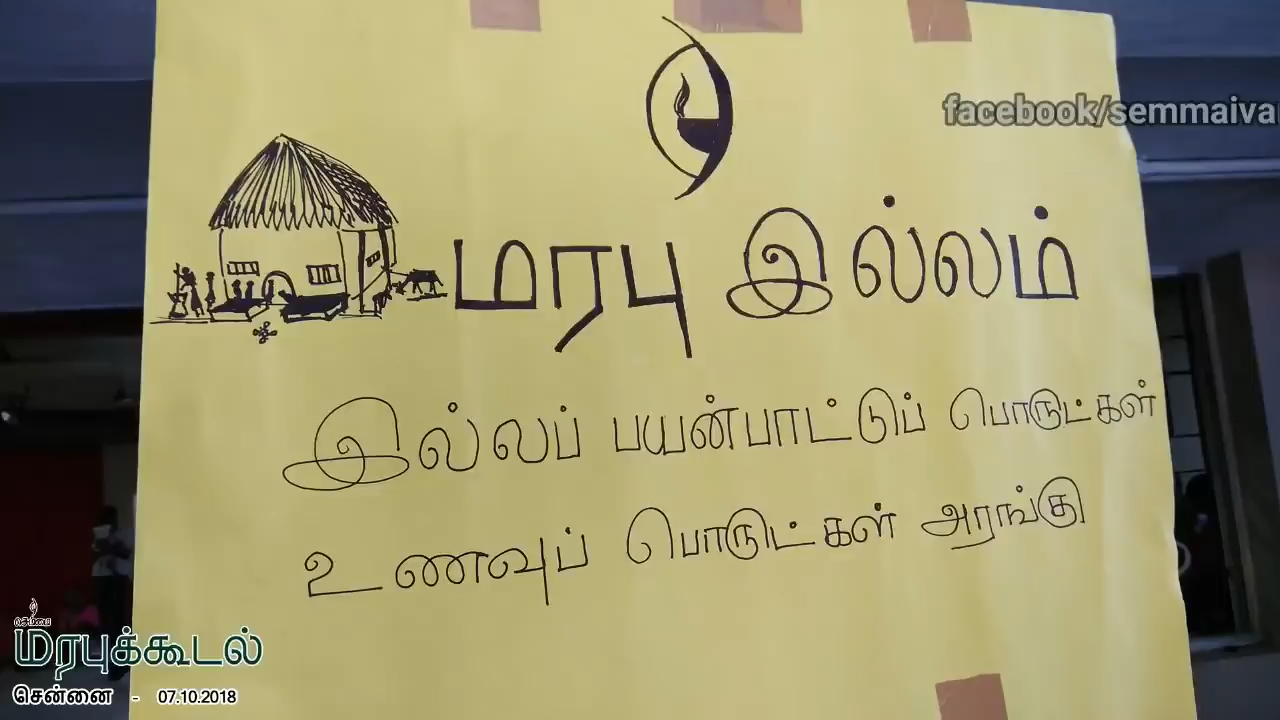 facebook/semmaiva
மரபு இல்லம்
இல்லப் பயன்பாட்டுப் பொருட்கள்
உணவுப் பொருட்கள் அரங்கு
செம்மை
மரபுக்கூடல்
சென்னை - 07.10.2018